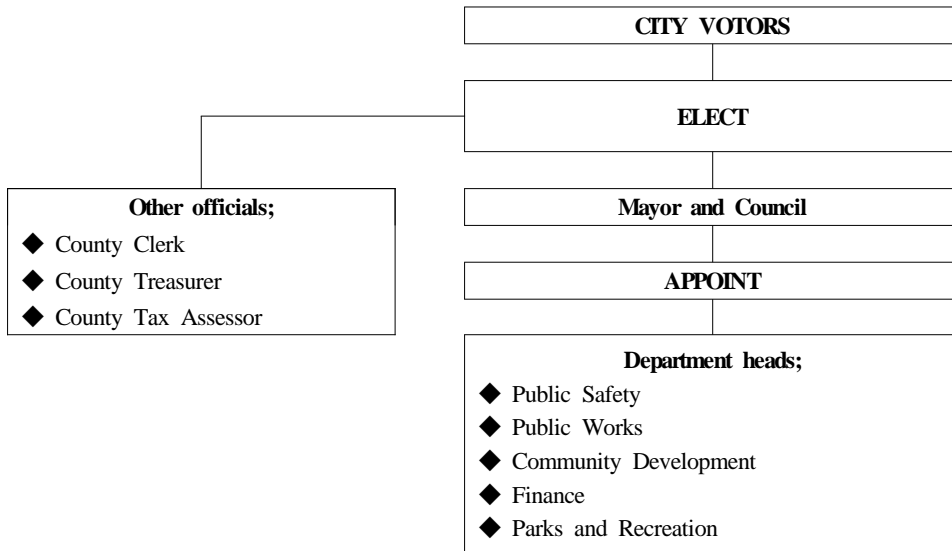 CITY VOTORS
ELECT
Other officials;
◆ County Clerk
◆ County Treasurer
◆ County Tax Assessor
Mayor and Council
APPOINT
Department heads;
◆ Public Safety
◆ Public Works
◆ Community Development
◆ Finance
◆ Parks and Recreation